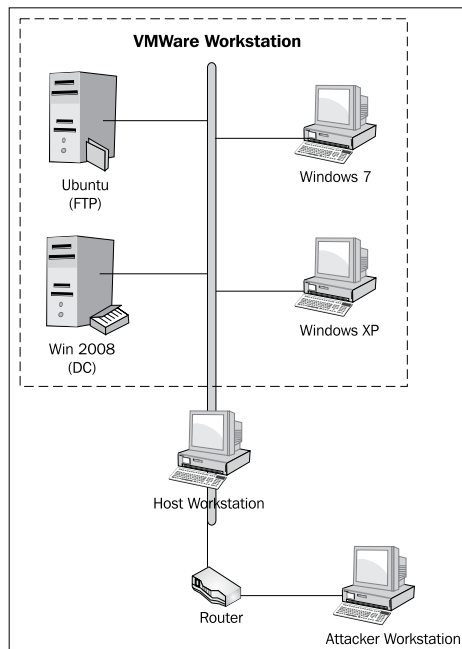 VMWare Workstation
Ubuntu
(FTP)
Windows 7
Win 2008
(DC)
Windows XP
Host Workstation
Router
Attacker Workstation